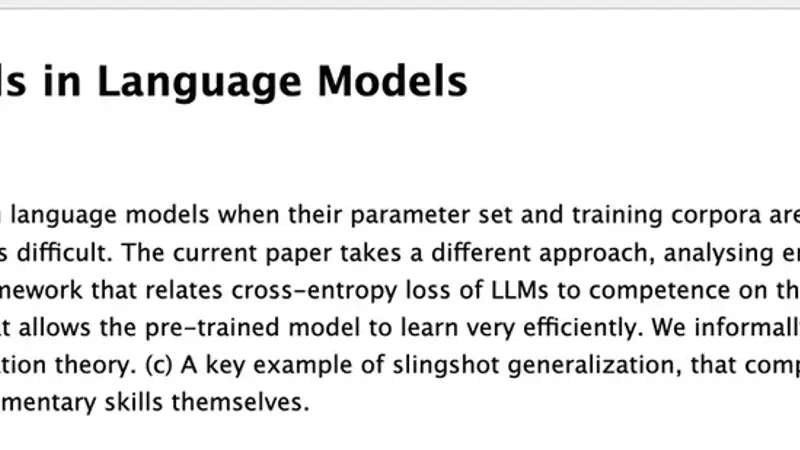 ls in Language Models
language models when their parameter set and training corpora are
s difficult. The current paper takes a different approach, analysing
mework that relates cross-entropy loss of LLMs to competence on
t allows the pre-trained model to learn very efficiently. We informall
tion theory. (c) A key example of slingshot generalization, that comp
mentary skills themselves.